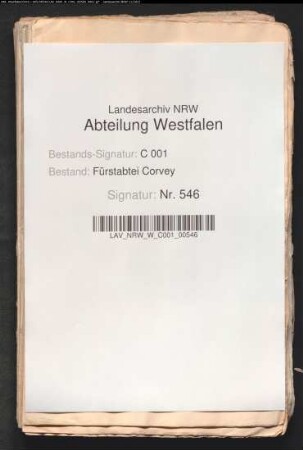 Landesarchiv NRW
Abteilung Westfalen
Bestands-Signatur: C 001
Bestand: Fürstabtei Corvey
Signatur: Nr. 546
LAV_NRW_W_C001_00546